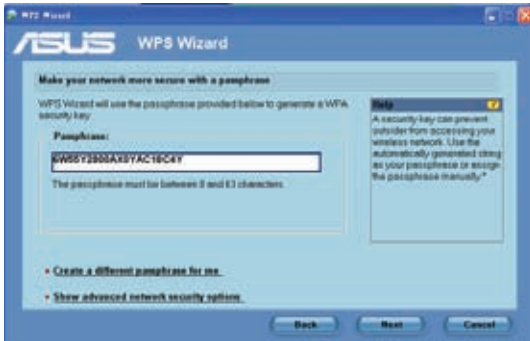 WPS Wizard
ASUS WPS Wizard
Make your network more secure with a passphrase
WPS Wizard will use the passphrase provided below to generate a WPA
security key
Passphrase:
The passphrase must be between 8 and 63 characters.
Help
A security key can prevent
outsider from accessing your
wireless network. Use the
automatically generated string
as your passphrase or assign
the passphrase manually."
Create a different passphrase for me
Show advanced network security options
Back Next Cancel